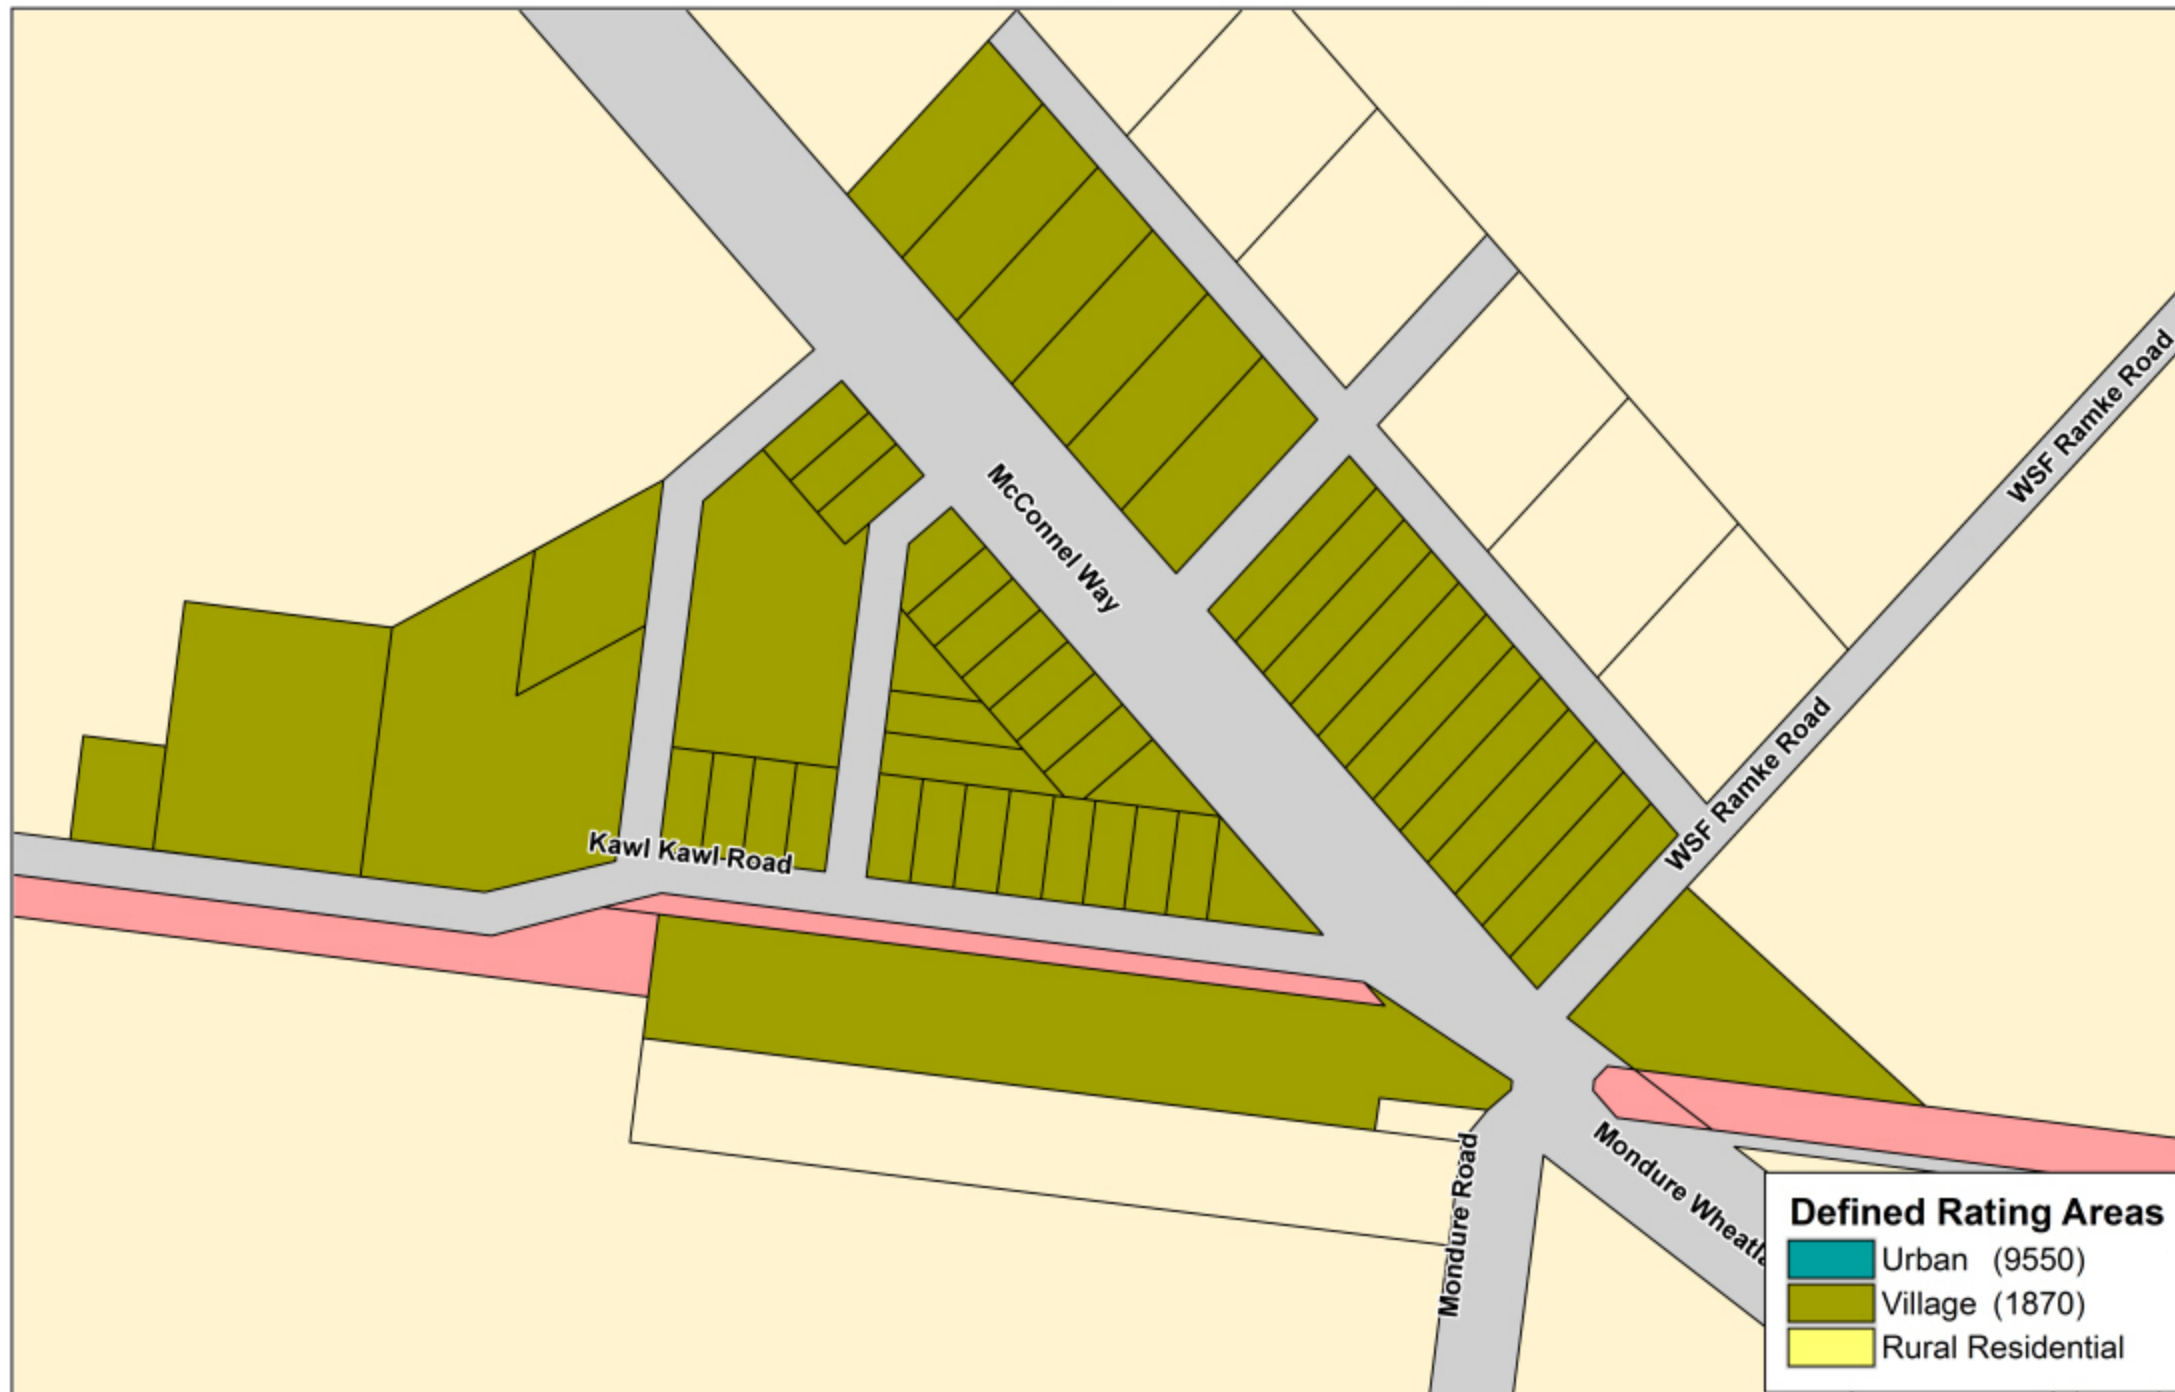 WSF Ramke Road
McConnel Way
WSF Ramke Road
Kawl Kawl Road
Mondure Road
Mondure Wheatla
Defined Rating Areas
Urban (9550)
Village (1870)
Rural Residential